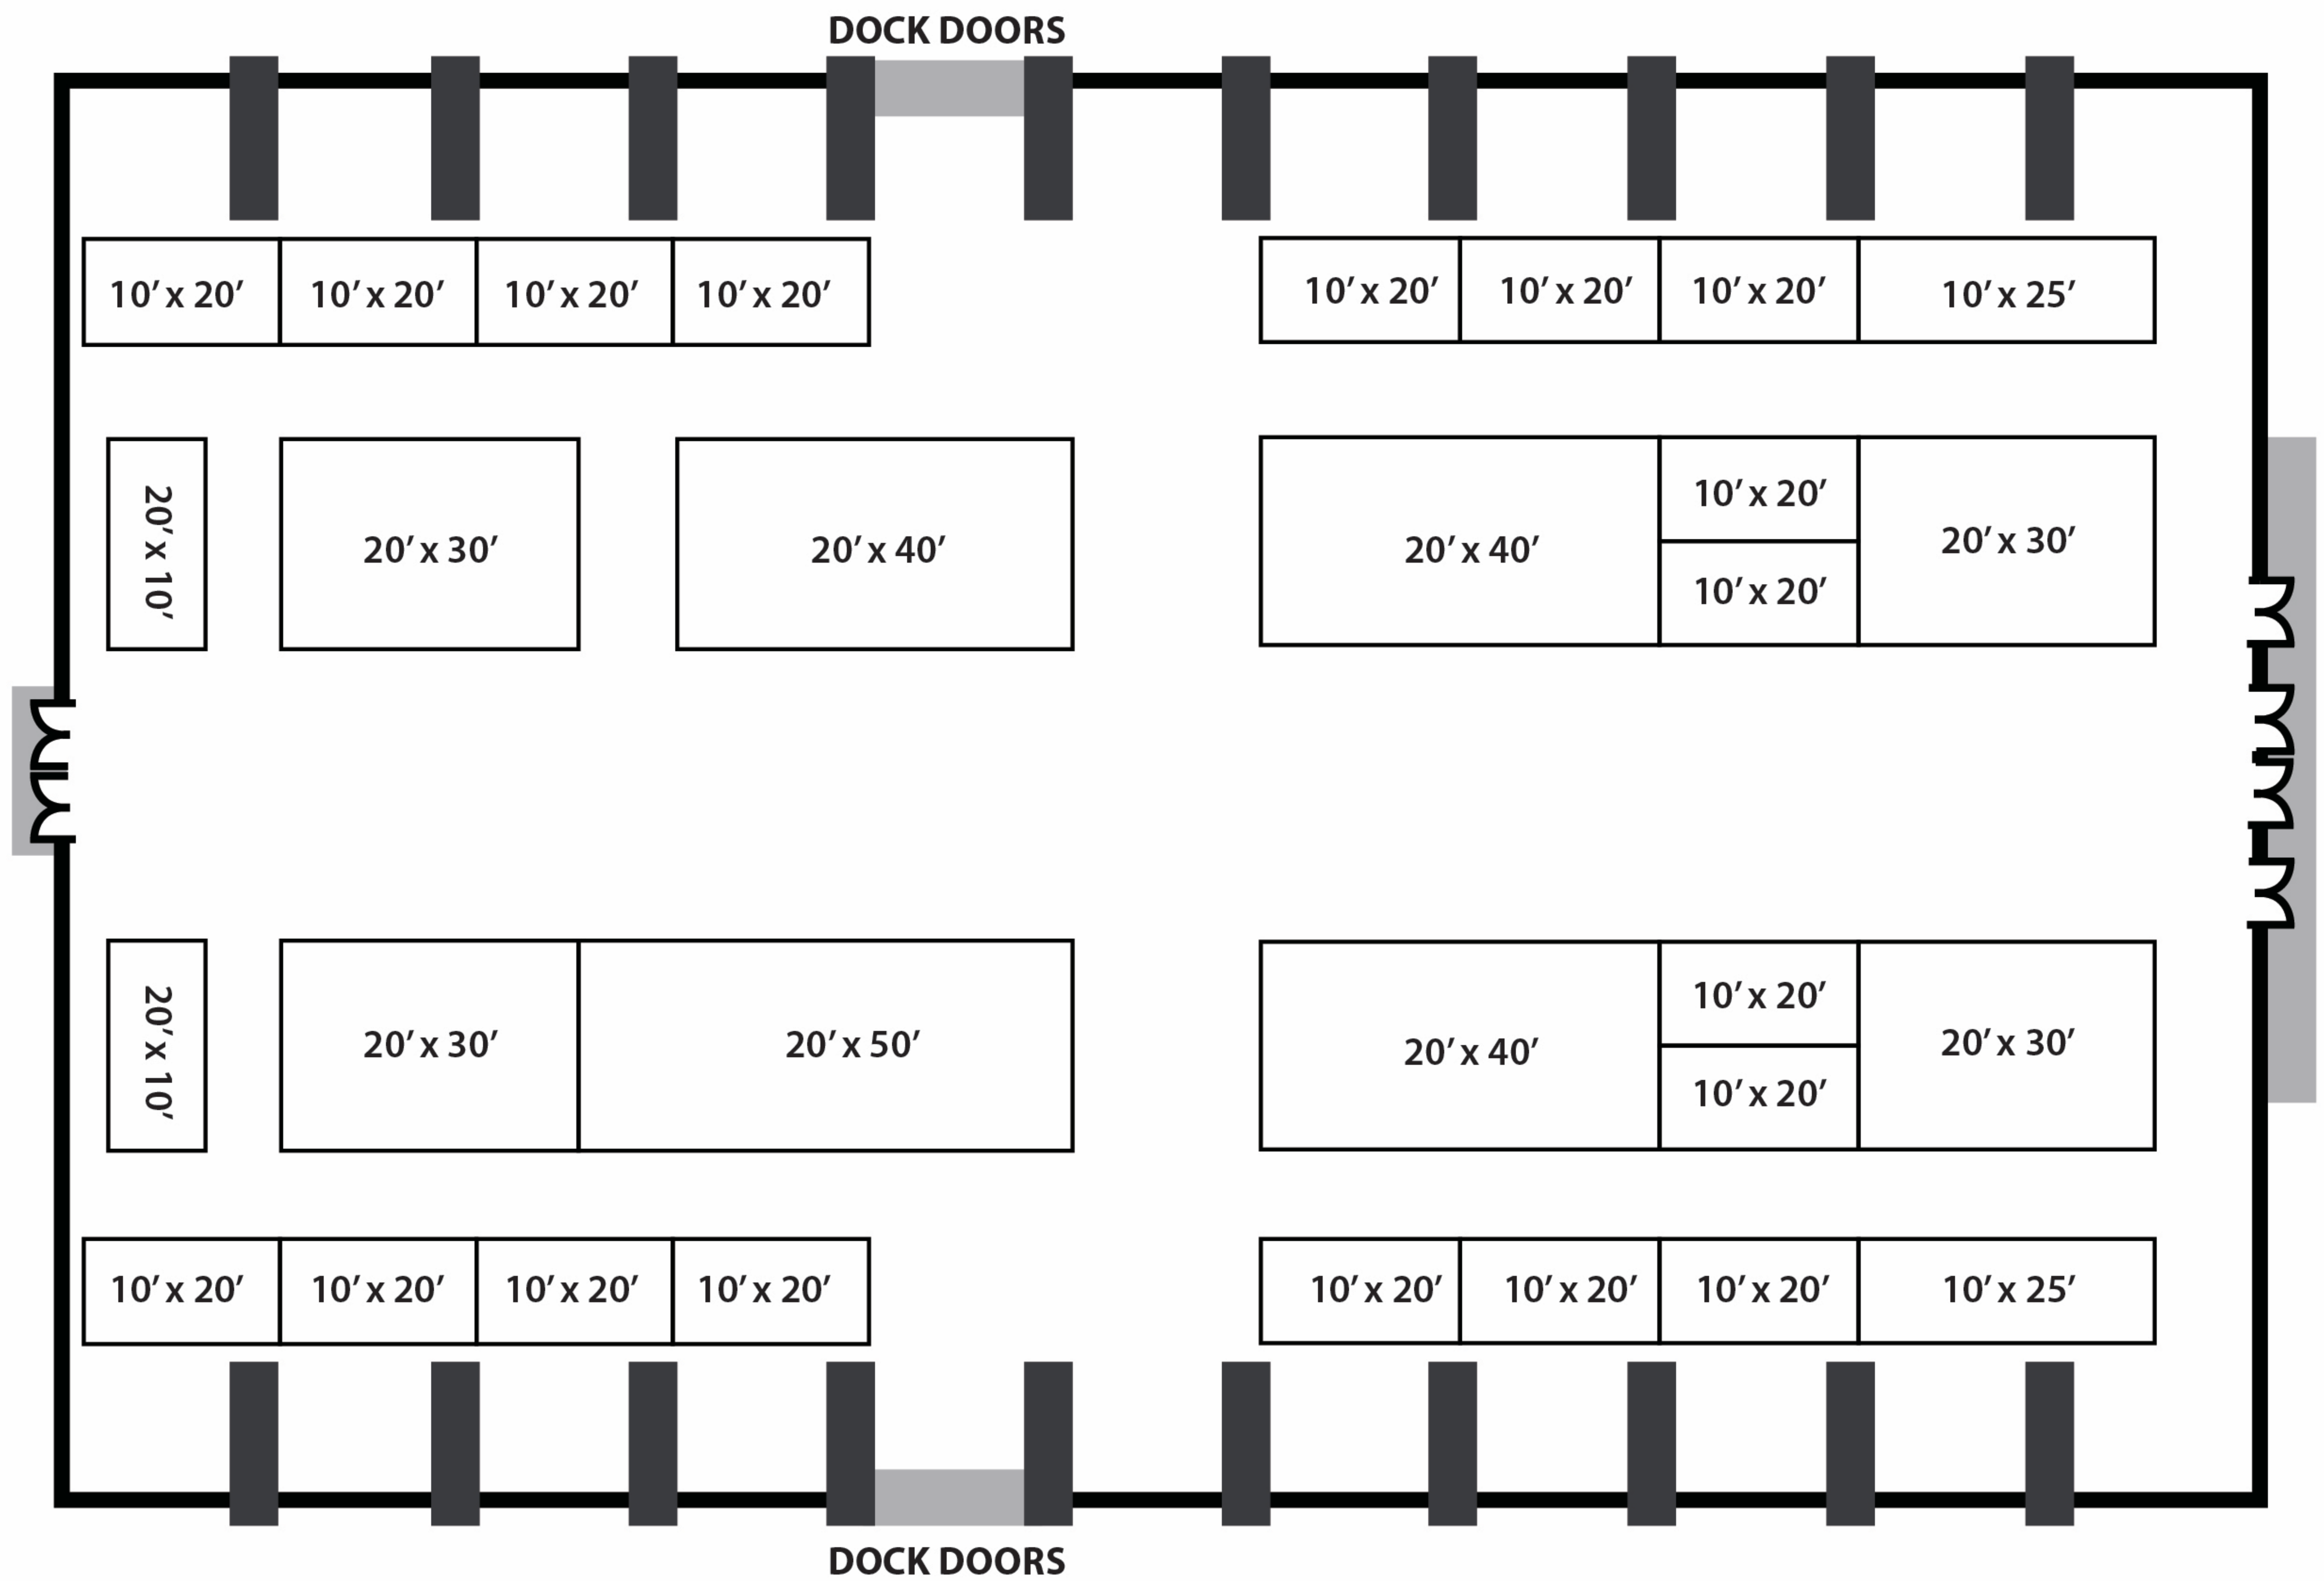 DOCK DOORS
10′ x 20′ 10′ x 20′ 10′ x 20′ 10′ x 20′ 10′ x 20′ 10′ x 20′ 10′ x 20′ 10′ x 25′
20′ x 10′
20′ x 30′
20′ x 40′
20′ x 40′
10′ x 20′
10′ x 20′
20′ x 30′
20′ x 10′
20′ x 30′
20′ x 50′
20′ x 40′
10′ x 20′
10′ x 20′
20′ x 30′
10′ x 20′ 10′ x 20′ 10′ x 20′ 10′ x 20′ 10′ x 20′ 10′ x 20′ 10′ x 20′ 10′ x 25′
DOCK DOORS